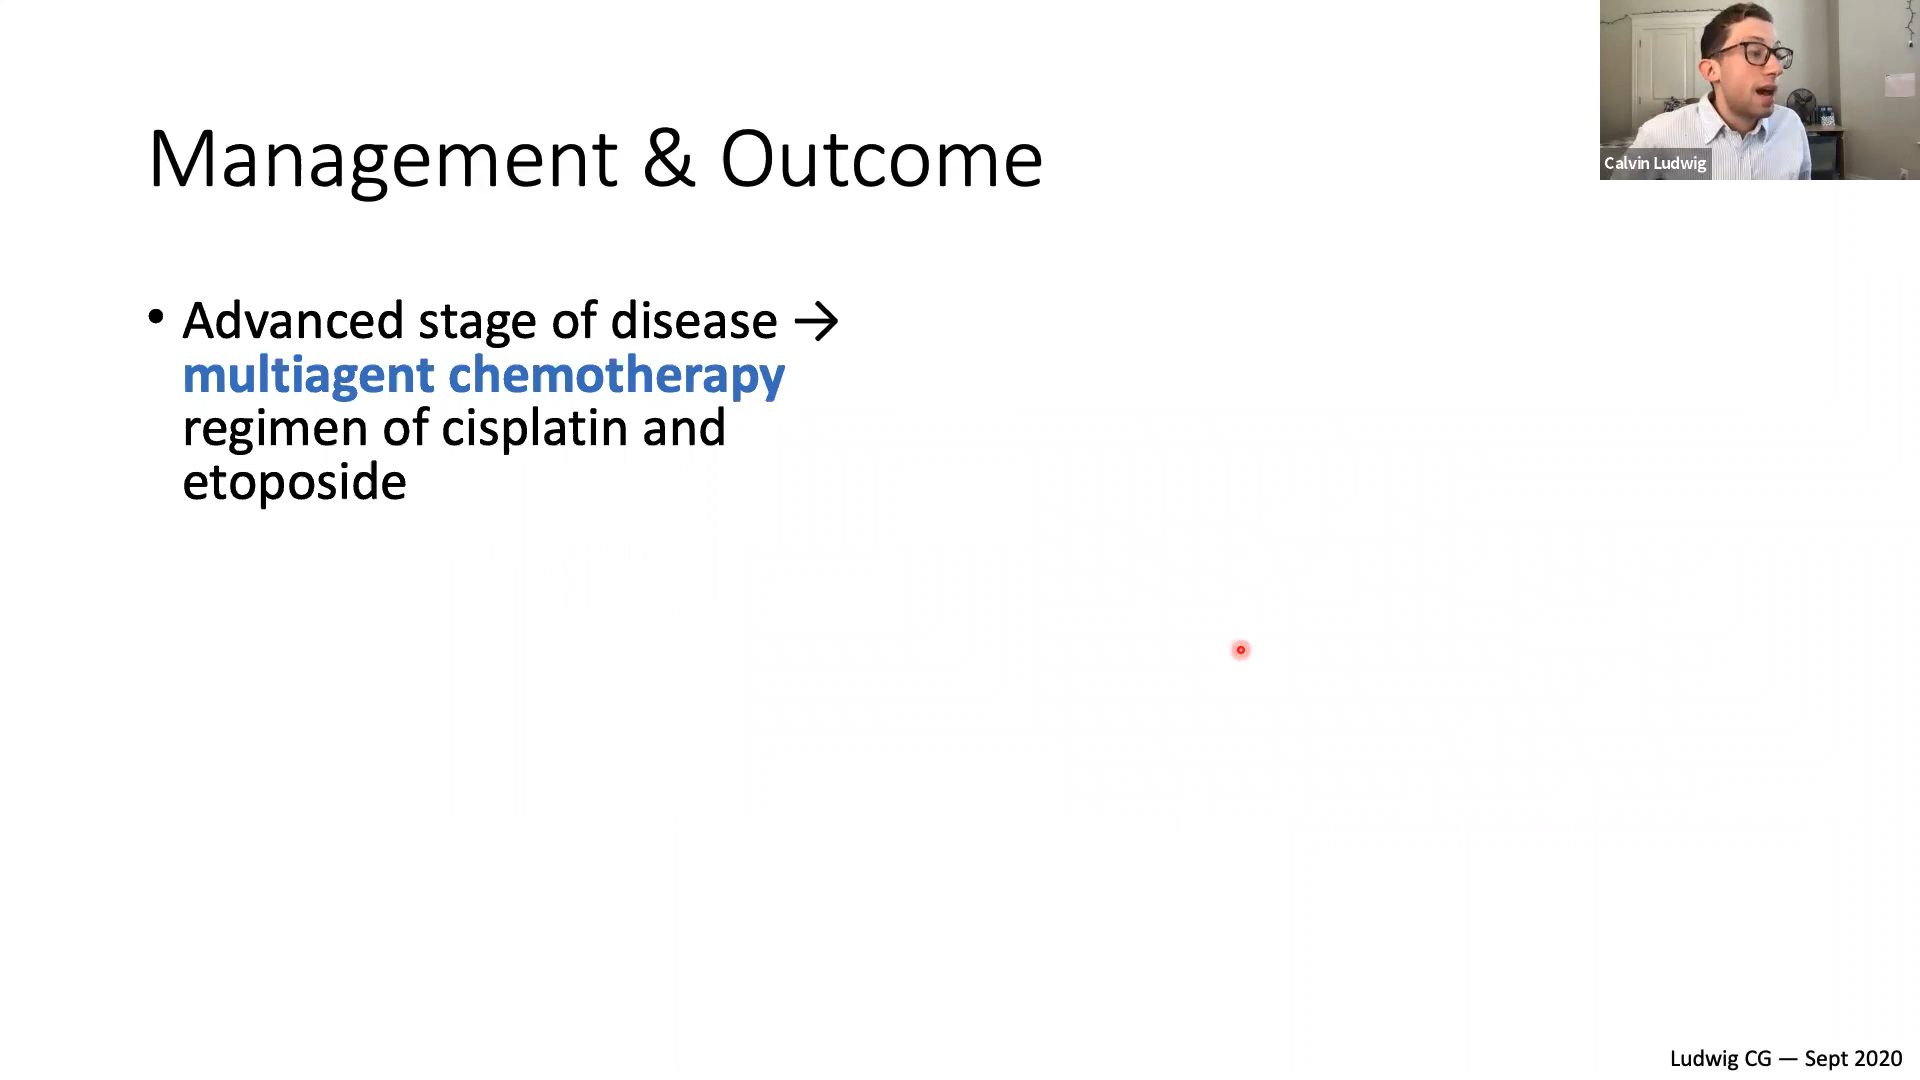 Calvin Ludwig
Management & Outcome
• Advanced stage of disease →
multiagent chemotherapy
regimen of cisplatin and
etoposide
Ludwig CG — Sept 2020